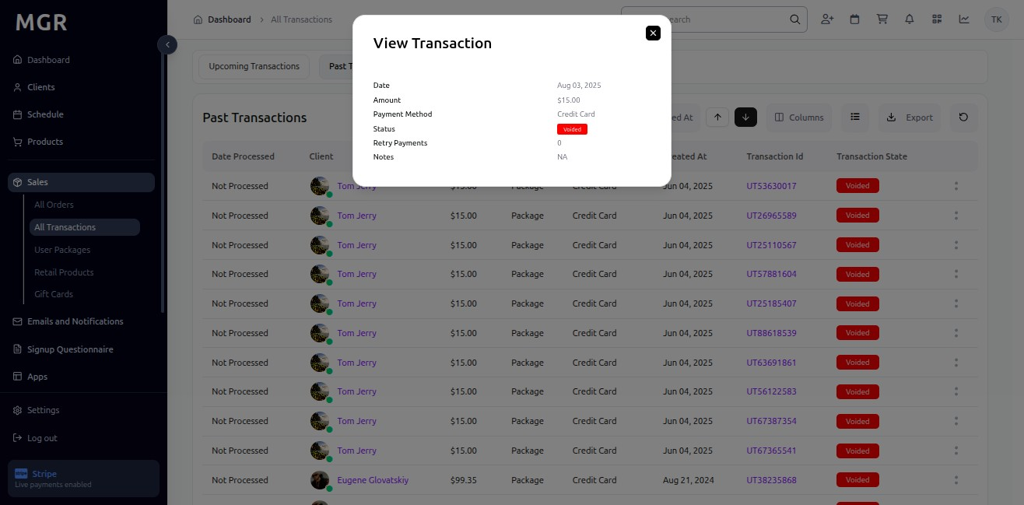 MGR
Dashboard
Clients
Schedule
Products
Sales
All Orders
All Transactions
User Packages
Retail Products
Gift Cards
Emails and Notifications
Signup Questionnaire
Apps
Settings
Log out
Stripe
Live payments enabled
Dashboard > All Transactions
earch
TK
Upcoming Transactions
Past T
View Transaction
Date Aug 03, 2025
Amount $15.00
Payment Method Credit Card
Status Voided
Retry Payments 0
Notes NA
Past Transactions
ed At
Columns
Export
Date Processed Client eated At Transaction Id Transaction State
Not Processed Tom Jerry $15.00 Package Credit Card Jun 04, 2025 UT53630017 Voided
Not Processed Tom Jerry $15.00 Package Credit Card Jun 04, 2025 UT26965589 Voided
Not Processed Tom Jerry $15.00 Package Credit Card Jun 04, 2025 UT25110567 Voided
Not Processed Tom Jerry $15.00 Package Credit Card Jun 04, 2025 UT57881604 Voided
Not Processed Tom Jerry $15.00 Package Credit Card Jun 04, 2025 UT25185407 Voided
Not Processed Tom Jerry $15.00 Package Credit Card Jun 04, 2025 UT88618539 Voided
Not Processed Tom Jerry $15.00 Package Credit Card Jun 04, 2025 UT63691861 Voided
Not Processed Tom Jerry $15.00 Package Credit Card Jun 04, 2025 UT56122583 Voided
Not Processed Tom Jerry $15.00 Package Credit Card Jun 04, 2025 UT67387354 Voided
Not Processed Tom Jerry $15.00 Package Credit Card Jun 04, 2025 UT67365541 Voided
Not Processed Eugene Glovatskiy $99.35 Package Credit Card Aug 21, 2024 UT38235868 Voided